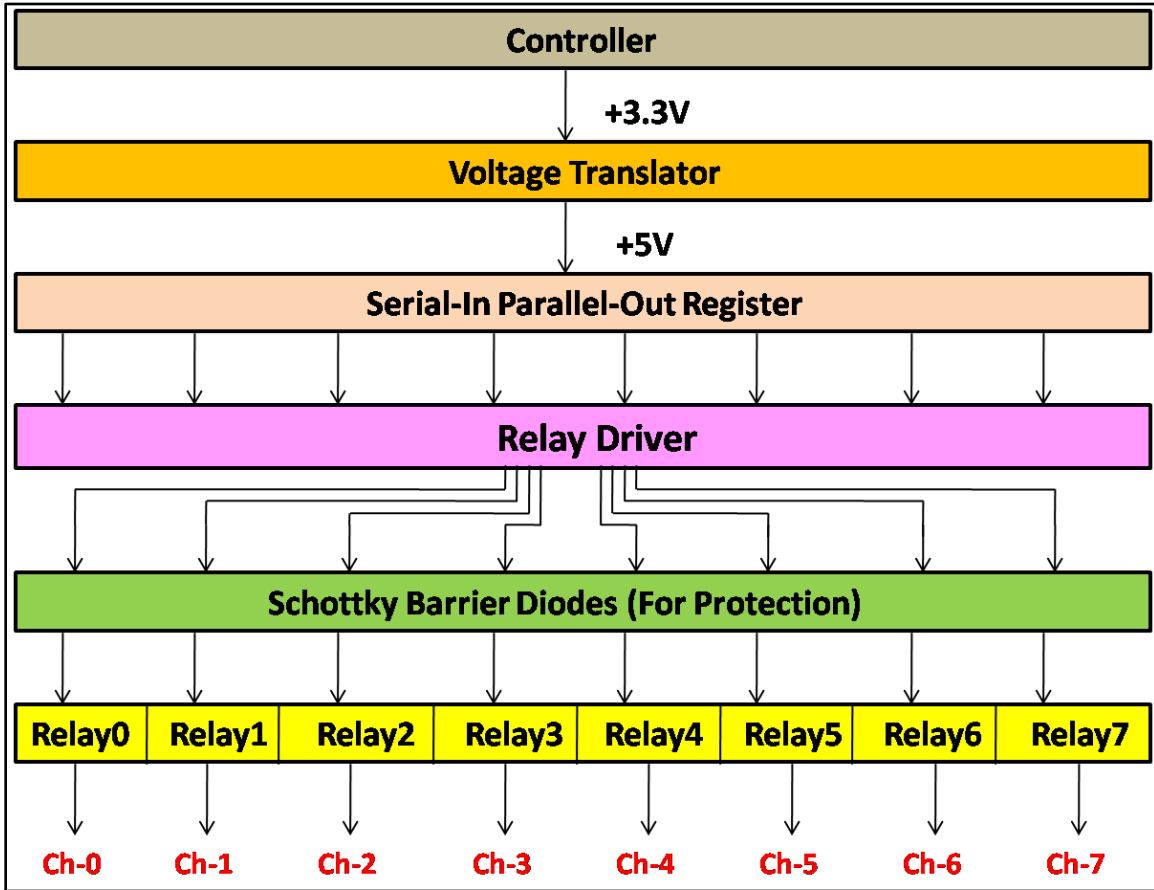 Controller
+3.3V
Voltage Translator
+5V
Serial-In Parallel-Out Register
Relay Driver
Schottky Barrier Diodes (For Protection)
Relay0 Relay1 Relay2 Relay3 Relay4 Relay5 Relay6 Relay7
Ch-0 Ch-1 Ch-2 Ch-3 Ch-4 Ch-5 Ch-6 Ch-7